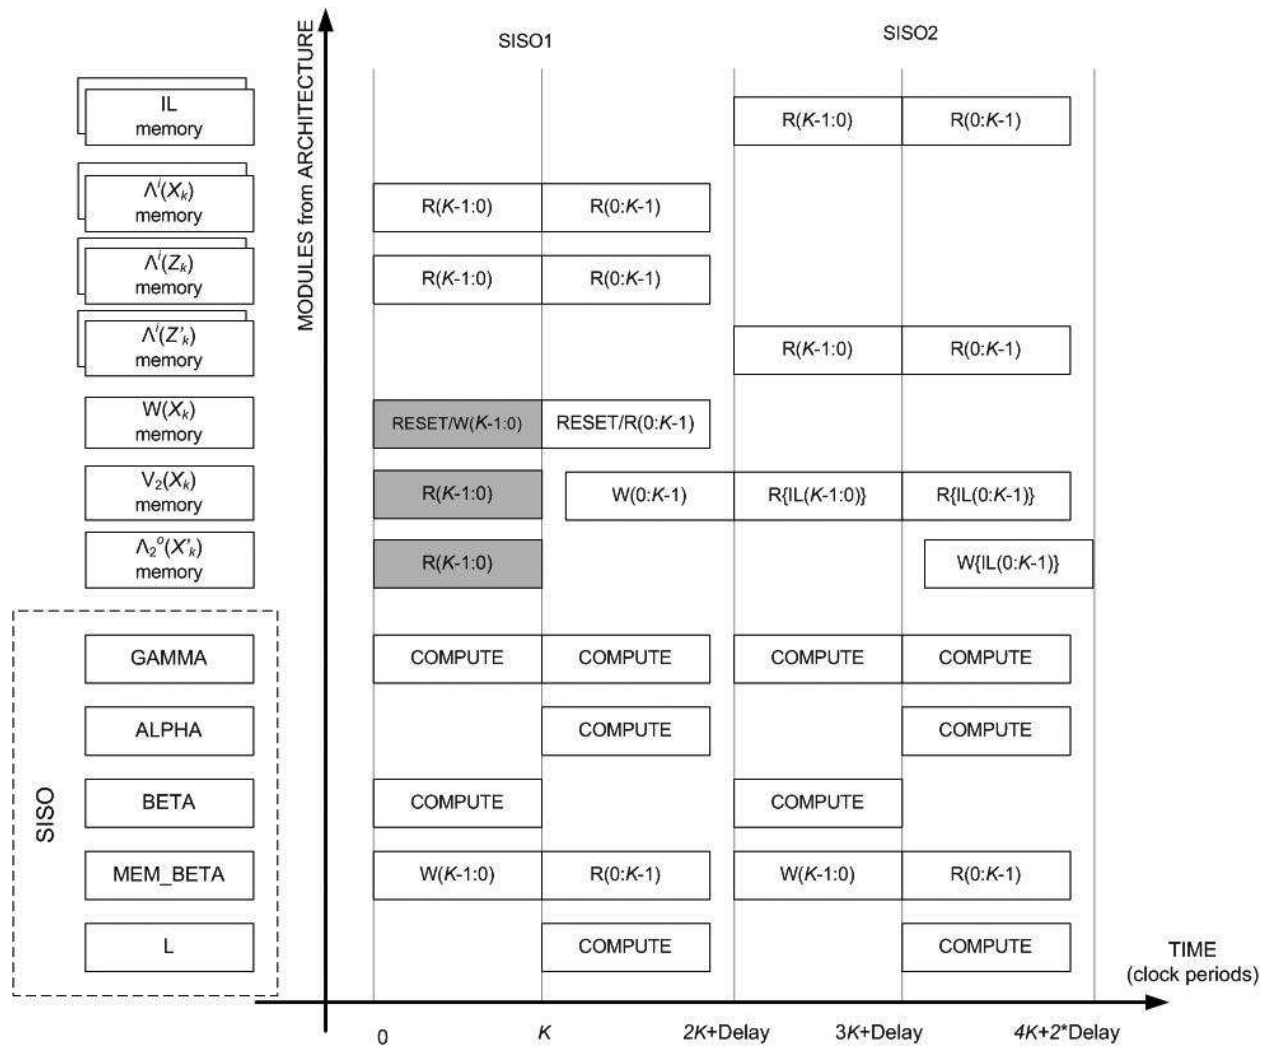 SISO1
SISO2
MODULES from ARCHITECTURE
IL
memory
R(K-1:0)
R(0:K-1)
Λⁱ(Xₖ)
memory
R(K-1:0)
R(0:K-1)
Λⁱ(Zₖ)
memory
R(K-1:0)
R(0:K-1)
Λⁱ(Z'ₖ)
memory
R(K-1:0)
R(0:K-1)
W(Xₖ)
memory
RESET/W(K-1:0)
RESET/R(0:K-1)
V₂(Xₖ)
memory
R(K-1:0)
W(0:K-1)
R{IL(K-1:0)}
R{IL(0:K-1)}
Λ₂ᵒ(X'ₖ)
memory
R(K-1:0)
W{IL(0:K-1)}
SISO
GAMMA
COMPUTE
COMPUTE
COMPUTE
COMPUTE
ALPHA
COMPUTE
COMPUTE
BETA
COMPUTE
COMPUTE
MEM_BETA
W(K-1:0)
R(0:K-1)
W(K-1:0)
R(0:K-1)
L
COMPUTE
COMPUTE
TIME
(clock periods)
0
K
2K+Delay
3K+Delay
4K+2*Delay